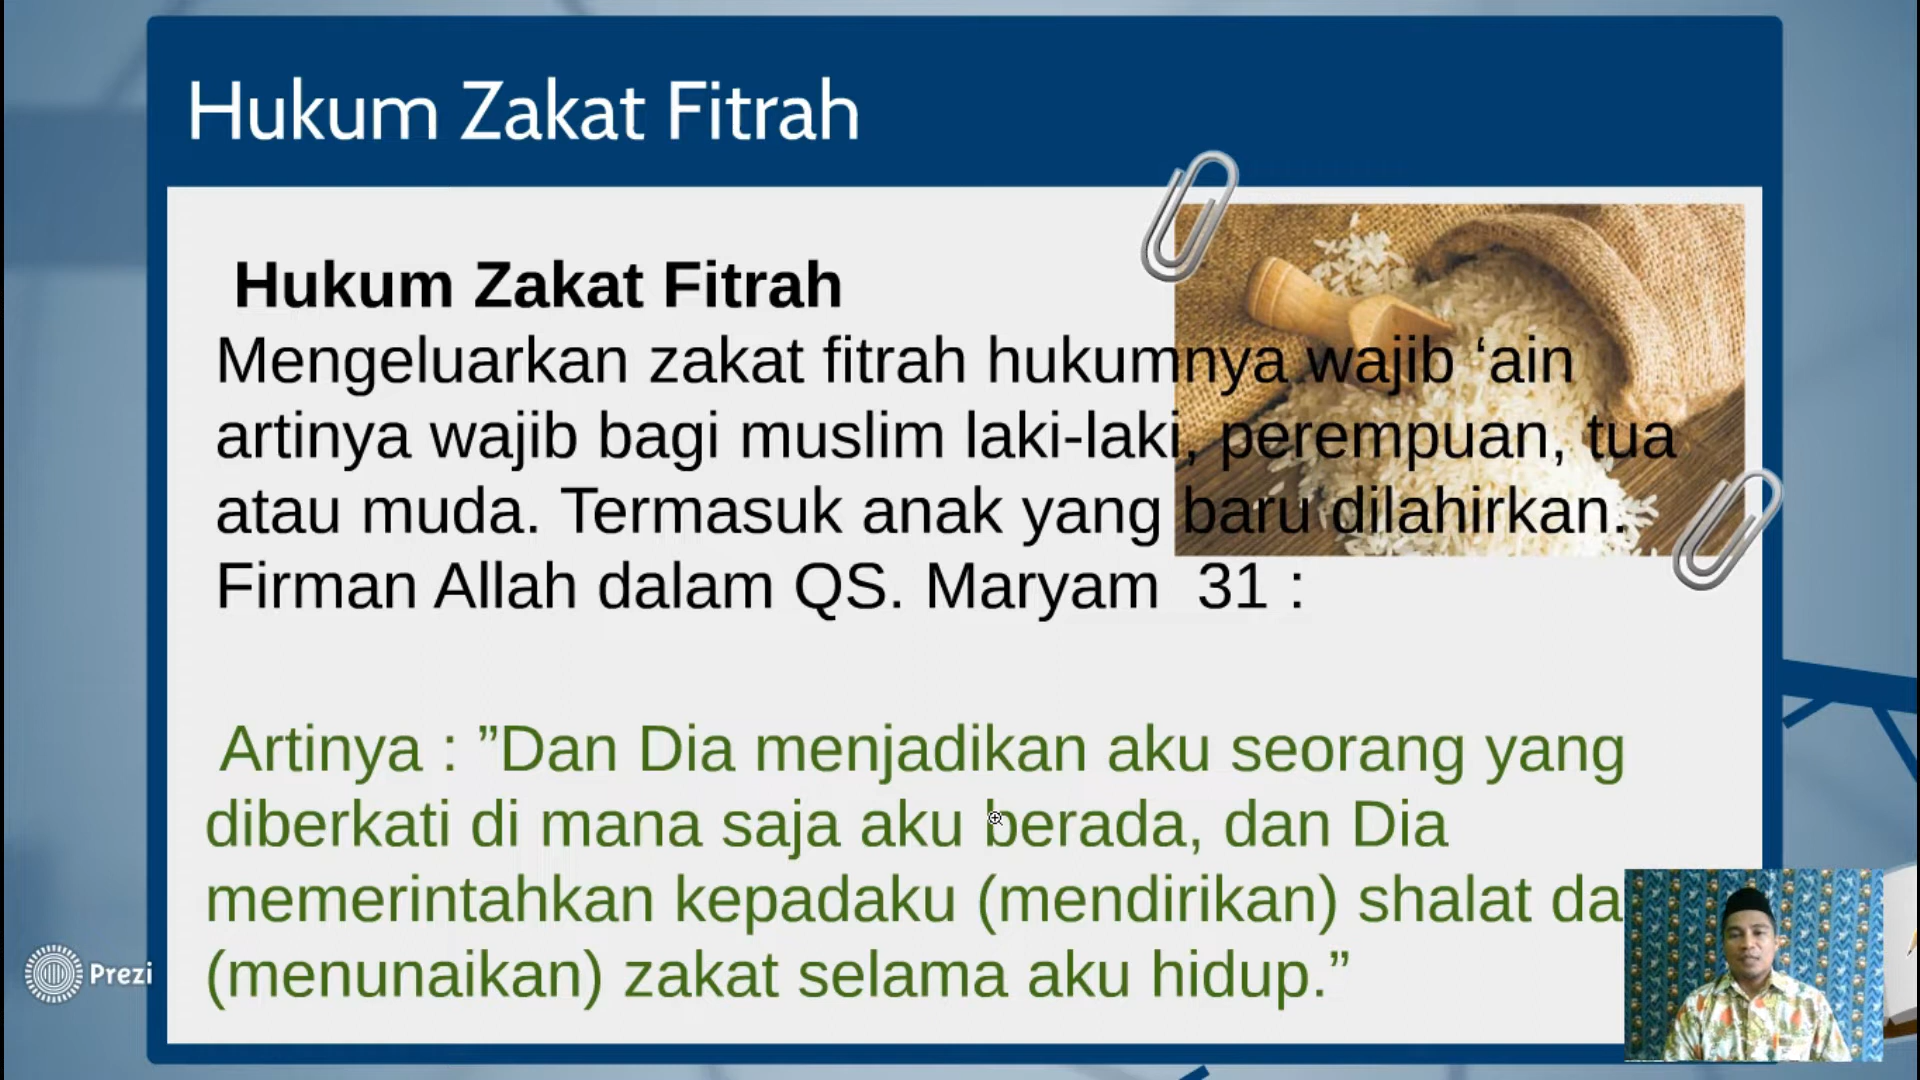 Hukum Zakat Fitrah
Hukum Zakat Fitrah
Mengeluarkan zakat fitrah hukumnya wajib ‘ain
artinya wajib bagi muslim laki-laki, perempuan, tua
atau muda. Termasuk anak yang baru dilahirkan.
Firman Allah dalam QS. Maryam 31 :
Artinya : ”Dan Dia menjadikan aku seorang yang
diberkati di mana saja aku berada, dan Dia
memerintahkan kepadaku (mendirikan) shalat da
(menunaikan) zakat selama aku hidup.”
Prezi